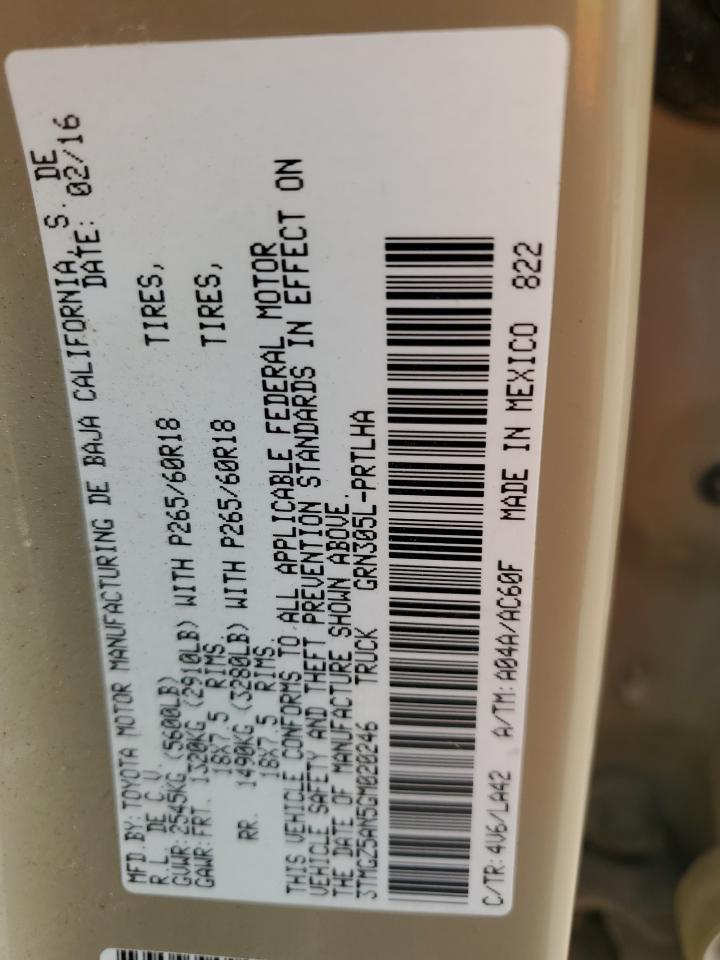 MFD.BY: TOYOTA MOTOR MANUFACTURING DE BAJA CALIFORNIA, S. DE
R.L. DE C.V. DATE: 02/16
GVWR: 2545KG (5600LB)
GAWR: FRT. 1320KG (2910LB) WITH P265/60R18 TIRES,
18X7.5 RIMS.
RR. 1490KG (3280LB) WITH P265/60R18 TIRES,
18X7.5 RIMS.
THIS VEHICLE CONFORMS TO ALL APPLICABLE FEDERAL MOTOR
VEHICLE SAFETY AND THEFT PREVENTION STANDARDS IN EFFECT ON
THE DATE OF MANUFACTURE SHOWN ABOVE.
3TMGZ5AN5GM020246 TRUCK GRN305L-PRTLHA
C/TR: 4V6/LA42 A/TM: A04A/AC60F MADE IN MEXICO 822